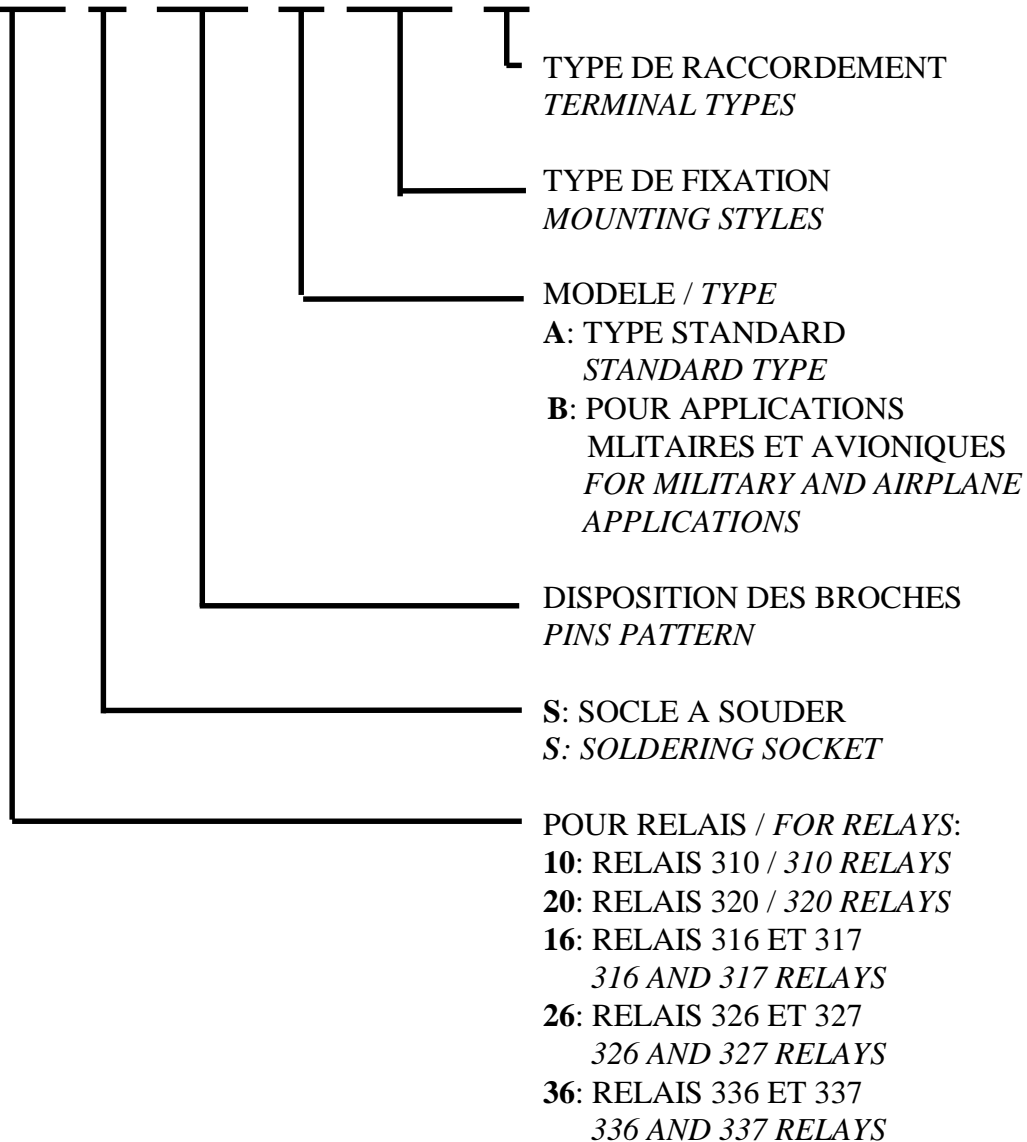 TYPE DE RACCORDEMENT
TERMINAL TYPES
TYPE DE FIXATION
MOUNTING STYLES
MODELE / TYPE
A: TYPE STANDARD
STANDARD TYPE
B: POUR APPLICATIONS
MLITAIRES ET AVIONIQUES
FOR MILITARY AND AIRPLANE
APPLICATIONS
DISPOSITION DES BROCHES
PINS PATTERN
S: SOCLE A SOUDER
S: SOLDERING SOCKET
POUR RELAIS / FOR RELAYS:
10: RELAIS 310 / 310 RELAYS
20: RELAIS 320 / 320 RELAYS
16: RELAIS 316 ET 317
316 AND 317 RELAYS
26: RELAIS 326 ET 327
326 AND 327 RELAYS
36: RELAIS 336 ET 337
336 AND 337 RELAYS